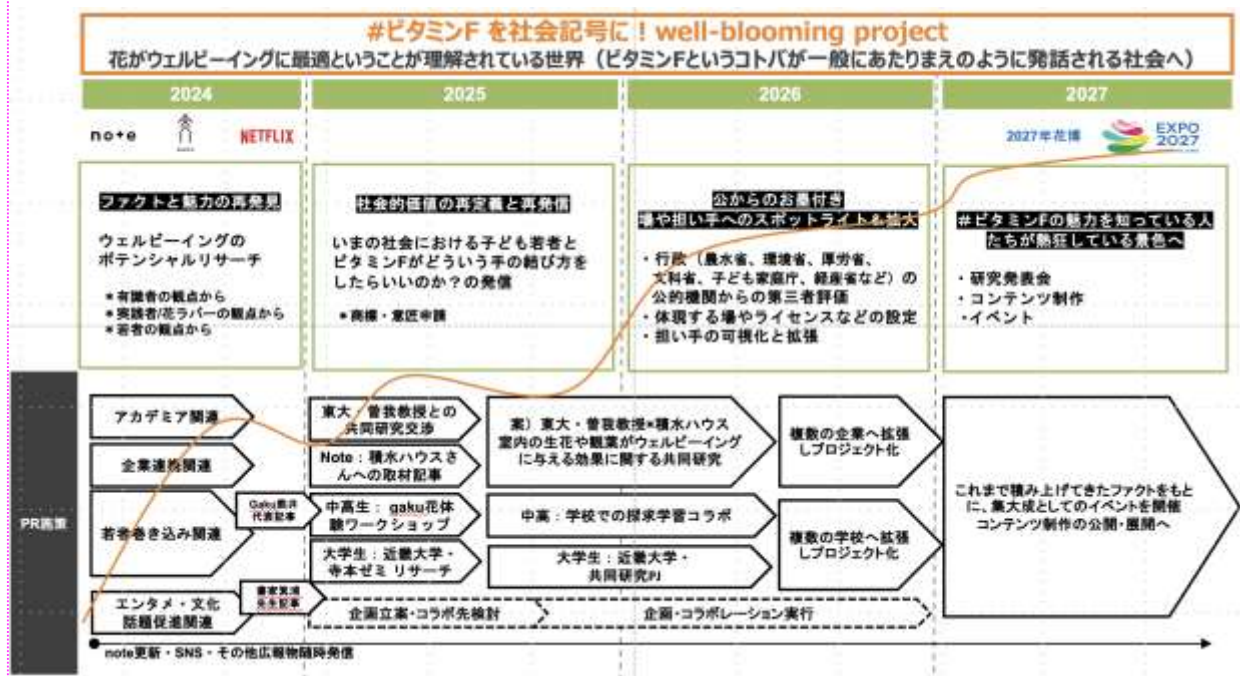 #ビタミンF を社会記号に！well-blooming project
花がウェルビーイングに最適ということが理解されている世界（ビタミンFというコトバが一般にあたりまえのように発話される社会へ）
2024
2025
2026
2027
note
NETFLIX
2027年花博
EXPO
2027
ファクトと魅力の再発見
ウェルビーイングの
ポテンシャルリサーチ
＊有識者の観点から
＊実践者/花ラバーの観点から
＊若者の観点から
社会的価値の再定義と再発信
いまの社会における子ども若者と
ビタミンFがどういう手の結び方を
したらいいのか？の発信
＊商標・意匠申請
公からのお墨付き
場や担い手へのスポットライト&拡大
・行政（農水省、環境省、厚労省、
文科省、子ども家庭庁、経産省など）の
公的機関からの第三者評価
・体現する場やライセンスなどの設定
・担い手の可視化と拡張
#ビタミンFの魅力を知っている人
たちが熱狂している景色へ
・研究発表会
・コンテンツ制作
・イベント
PR施策
アカデミア関連
企業連携関連
若者巻き込み関連
Gaku
代表記事
エンタメ・文化
話題促進関連
先生記事
東大・曽我教授との
共同研究交渉
Note：積水ハウスさ
んへの取材記事
中高生： gaku花体
験ワークショップ
大学生：近畿大学・
寺本ゼミ リサーチ
案）東大・曽我教授*積水ハウス
室内の生花や観葉がウェルビーイング
に与える効果に関する共同研究
中高：学校での探求学習コラボ
大学生：近畿大学・
共同研究PJ
複数の企業へ拡張
しプロジェクト化
複数の学校へ拡張
しプロジェクト化
企画立案・コラボ先検討
企画・コラボレーション実行
これまで積み上げてきたファクトをもと
に、集大成としてのイベントを開催
コンテンツ制作の公開・展開へ
note更新・SNS・その他広報物随時発信